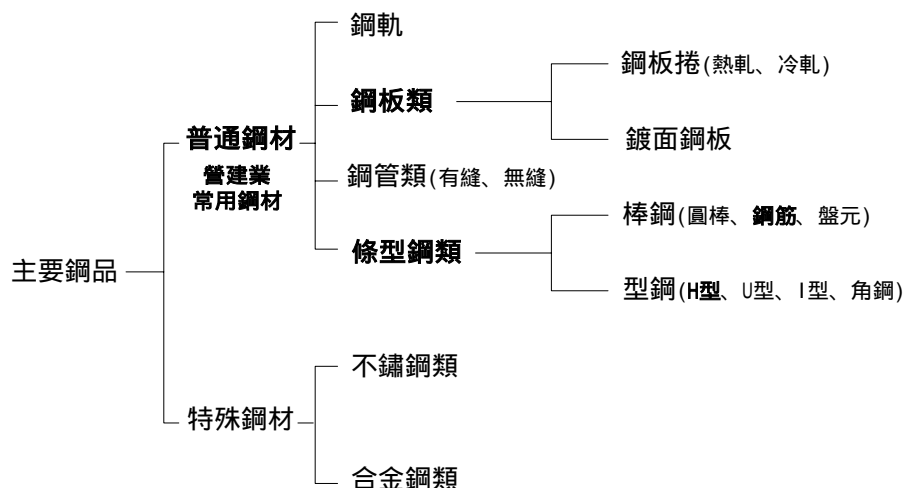 鋼軌
鋼板捲(熱軋、冷軋)
鋼板類
鍍面鋼板
普通鋼材
營建業
常用鋼材
鋼管類(有縫、無縫)
棒鋼(圓棒、鋼筋、盤元)
條型鋼類
主要鋼品
型鋼(H型、U型、I型、角鋼)
不鏽鋼類
特殊鋼材
合金鋼類